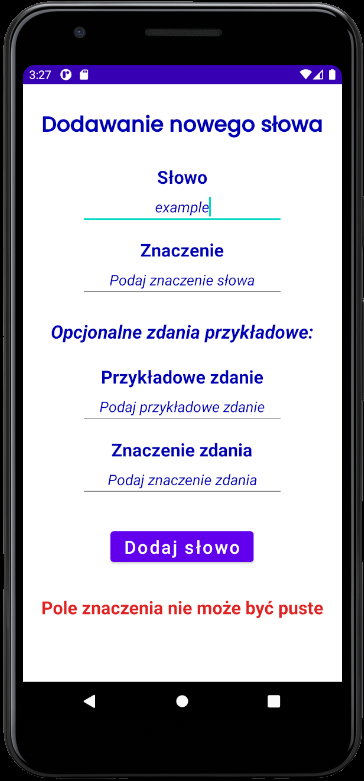 3:27
Dodawanie nowego słowa
Słowo
example
Znaczenie
Podaj znaczenie słowa
Opcjonalne zdania przykładowe:
Przykładowe zdanie
Podaj przykładowe zdanie
Znaczenie zdania
Podaj znaczenie zdania
Dodaj słowo
Pole znaczenia nie może być puste